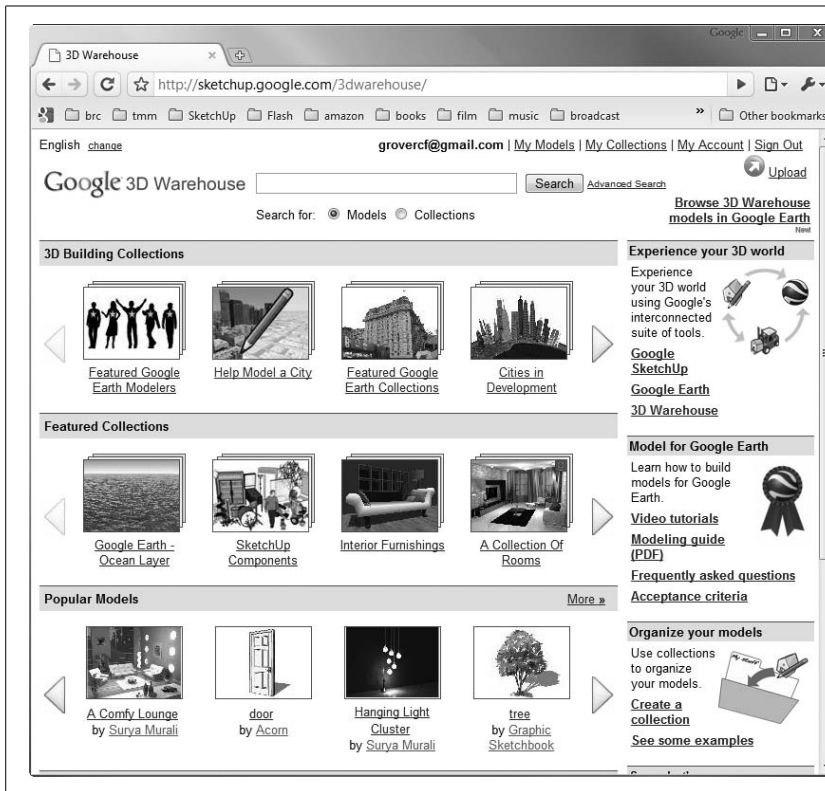 Google
3D Warehouse
http://sketchup.google.com/3dwarehouse/
brc tmm SketchUp Flash amazon books film music broadcast » Other bookmarks
English change
grovercf@gmail.com | My Models | My Collections | My Account | Sign Out
Upload
Google 3D Warehouse
Search Advanced Search
Browse 3D Warehouse
models in Google Earth
New!
Search for: Models Collections
3D Building Collections
Featured Google
Earth Modelers
Help Model a City
Featured Google
Earth Collections
Cities in
Development
Featured Collections
Google Earth -
Ocean Layer
SketchUp
Components
Interior Furnishings
A Collection Of
Rooms
Popular Models
More »
A Comfy Lounge
by Surya Murali
door
by Acorn
Hanging Light
Cluster
by Surya Murali
tree
by Graphic
Sketchbook
Experience your 3D world
Experience
your 3D world
using Google's
interconnected
suite of tools.
Google
SketchUp
Google Earth
3D Warehouse
Model for Google Earth
Learn how to build
models for Google
Earth.
Video tutorials
Modeling guide
(PDF)
Frequently asked questions
Acceptance criteria
Organize your models
Use collections
to organize
your models.
My Stuff
Create a
collection
See some examples